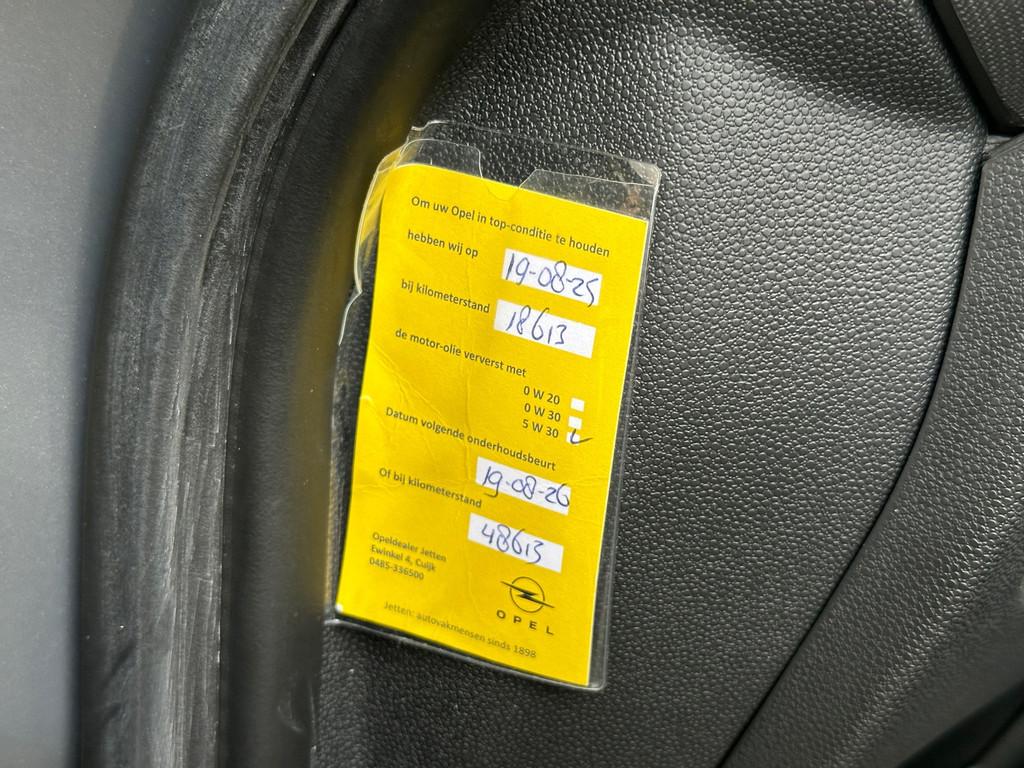 Om uw Opel in top-conditie te houden
hebben wij op 19-08-25
bij kilometerstand 18613
de motor-olie ververst met
0 W 20
0 W 30
5 W 30
Datum volgende onderhoudsbeurt
19-08-26
Of bij kilometerstand
48613
Opeldealer Jetten
Ewinkel 4, Cuijk
0485-336500
OPEL
Jetten: autovakmensen sinds 1898